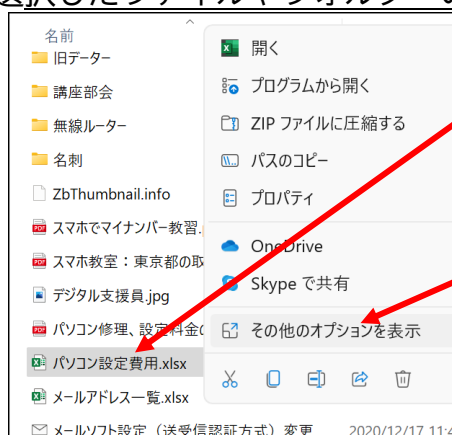 選択したファイルやフォルダーの
名前
旧データー
講座部会
無線ルーター
名刺
ZbThumbnail.info
スマホでマイナンバー教習.
スマホ教室：東京都の取
デジタル支援員.jpg
パソコン修理、設定料金の
パソコン設定費用.xlsx
メールアドレス一覧.xlsx
メールソフト設定（送受信認証方式）変更 2020/12/17 11:4
開く
プログラムから開く
ZIP ファイルに圧縮する
パスのコピー
プロパティ
OneDrive
Skype で共有
その他のオプションを表示